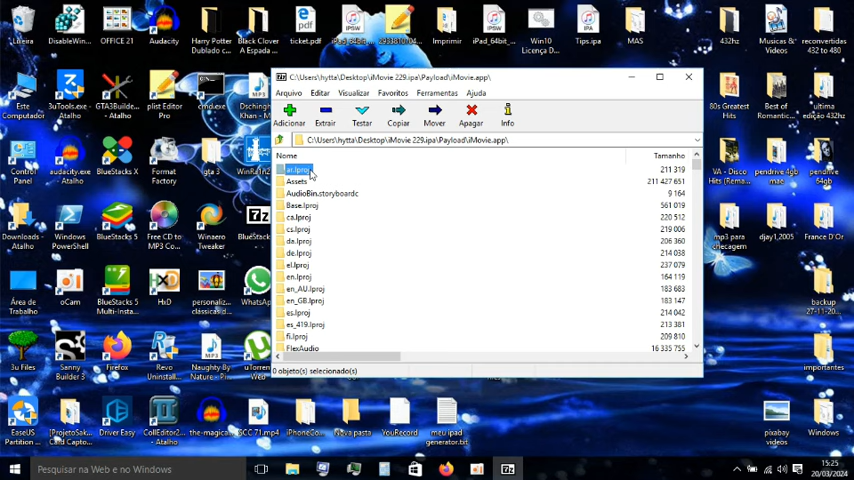 C:\Users\hytta\Desktop\iMovie 229.ipa\Payload\iMovie.app\
Arquivo Editar Visualizar Favoritos Ferramentas Ajuda
Adicionar Extrair Testar Copiar Mover Apagar Info
C:\Users\hytta\Desktop\iMovie 229.ipa\Payload\iMovie.app\
Nome Tamanho
ar.lproj 211 319
Assets 211 427 651
AudioBin.storyboardc 9 164
Base.lproj 561 019
ca.lproj 220 512
cs.lproj 219 006
da.lproj 206 360
de.lproj 214 038
el.lproj 237 079
en.lproj 164 119
en_AU.lproj 183 683
en_GB.lproj 183 147
es.lproj 214 042
es_419.lproj 213 381
fi.lproj 209 810
FlexAudio 16 335 755
0 objeto(s) selecionado(s)
Lixeira
DisableWin...
OFFICE 21
Audacity
Harry Potter
Dublado c...
Black Clover
A Espada ...
ticket.pdf
iPad_64bit_...
Imprimir
iPad_64bit_...
Win10
Licença D...
Tips.ipa
MAS
432hz
Musicas &
Videos
reconvertidas
432 to 480
Este
Computador
3uTools.exe -
Atalho
GTA3Builde...
- Atalho
plist Editor
Pro
cmd.exe
Dschingh
Khan - M...
80s Greatest
Hits
Best of
Romantic...
ultima
edição 432hz
Control
Panel
audacity.exe
- Atalho
BlueStacks X
Format
Factory
gta 3
VA - Disco
Hits (Rema...
pendrive 4gb
mae
pendrive
64gb
Downloads -
Atalho
Windows
PowerShell
BlueStacks 5
Free CD to
MP3 Co...
Winaero
Tweaker
BlueStacks...
mp3 para
checagem
djay1,2005
France D'Or
Área de
Trabalho
oCam
BlueStacks 5
Multi-Insta...
HxD
personaliz...
clássicas d...
WhatsApp
backup
27-11-20...
3u Files
Sanny
Builder 3
Firefox
Revo
Uninstall...
Naughty By
Nature - Pi...
uTorrent
Web
importantes
EaseUS
Partition ...
[ProjetoSak...
Card Capto...
Driver Easy
CollEditor2...
Atalho
the-magica...
SCC 71.mp4
iPhoneCo...
Nova pasta
YouRecord
meu ipad
generator.txt
pixabay
videos
Windows
Pesquisar na Web e no Windows
15:25
20/03/2024